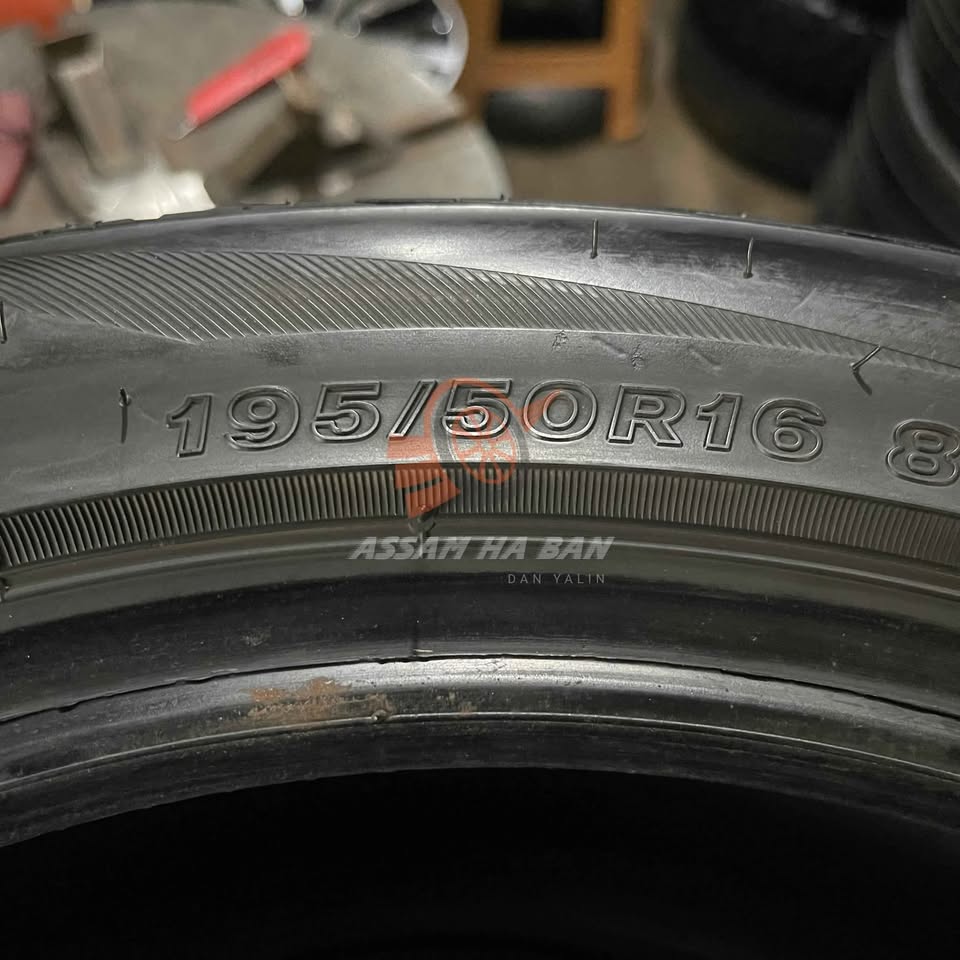 195/50R16 8
ASSAM HA BAN
DAN YALIN